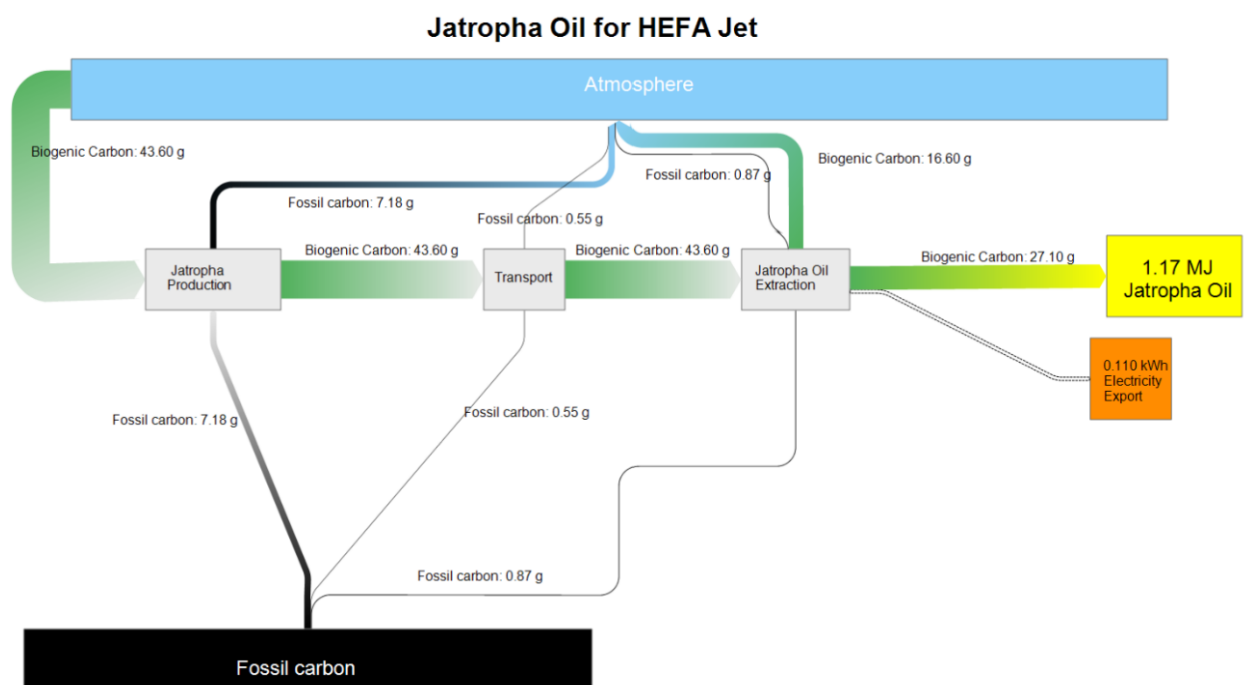 Jatropha Oil for HEFA Jet
Atmosphere
Biogenic Carbon: 43.60 g
Biogenic Carbon: 16.60 g
Fossil carbon: 0.87 g
Fossil carbon: 7.18 g
Fossil carbon: 0.55 g
Biogenic Carbon: 43.60 g
Biogenic Carbon: 43.60 g
Biogenic Carbon: 27.10 g
Jatropha
Production
Transport
Jatropha Oil
Extraction
1.17 MJ
Jatropha Oil
0.110 kWh
Electricity
Export
Fossil carbon: 7.18 g
Fossil carbon: 0.55 g
Fossil carbon: 0.87 g
Fossil carbon